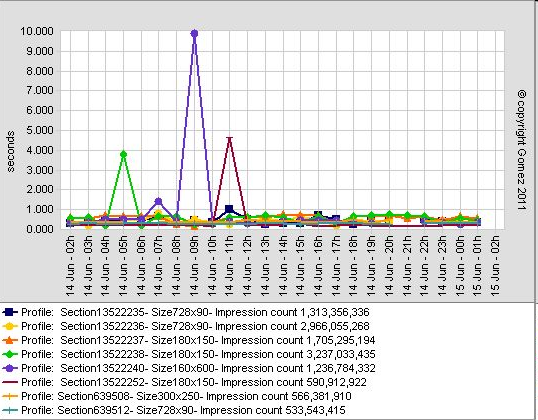 10.000
9.000
8.000
7.000
6.000
5.000
4.000
3.000
2.000
1.000
0.000
seconds
14 Jun - 02h
14 Jun - 03h
14 Jun - 04h
14 Jun - 05h
14 Jun - 06h
14 Jun - 07h
14 Jun - 08h
14 Jun - 09h
14 Jun - 10h
14 Jun - 11h
14 Jun - 12h
14 Jun - 13h
14 Jun - 14h
14 Jun - 15h
14 Jun - 16h
14 Jun - 17h
14 Jun - 18h
14 Jun - 19h
14 Jun - 20h
14 Jun - 21h
14 Jun - 22h
14 Jun - 23h
15 Jun - 00h
15 Jun - 01h
15 Jun - 02h
© copyright Gomez 2011
Profile: Section13522235- Size728x90- Impression count 1,313,356,336
Profile: Section13522236- Size728x90- Impression count 2,966,055,268
Profile: Section13522237- Size180x150- Impression count 1,705,295,194
Profile: Section13522238- Size180x150- Impression count 3,237,033,435
Profile: Section13522240- Size160x600- Impression count 1,236,784,332
Profile: Section13522252- Size180x150- Impression count 590,912,922
Profile: Section639508- Size300x250- Impression count 566,381,910
Profile: Section639512- Size728x90- Impression count 533,543,415